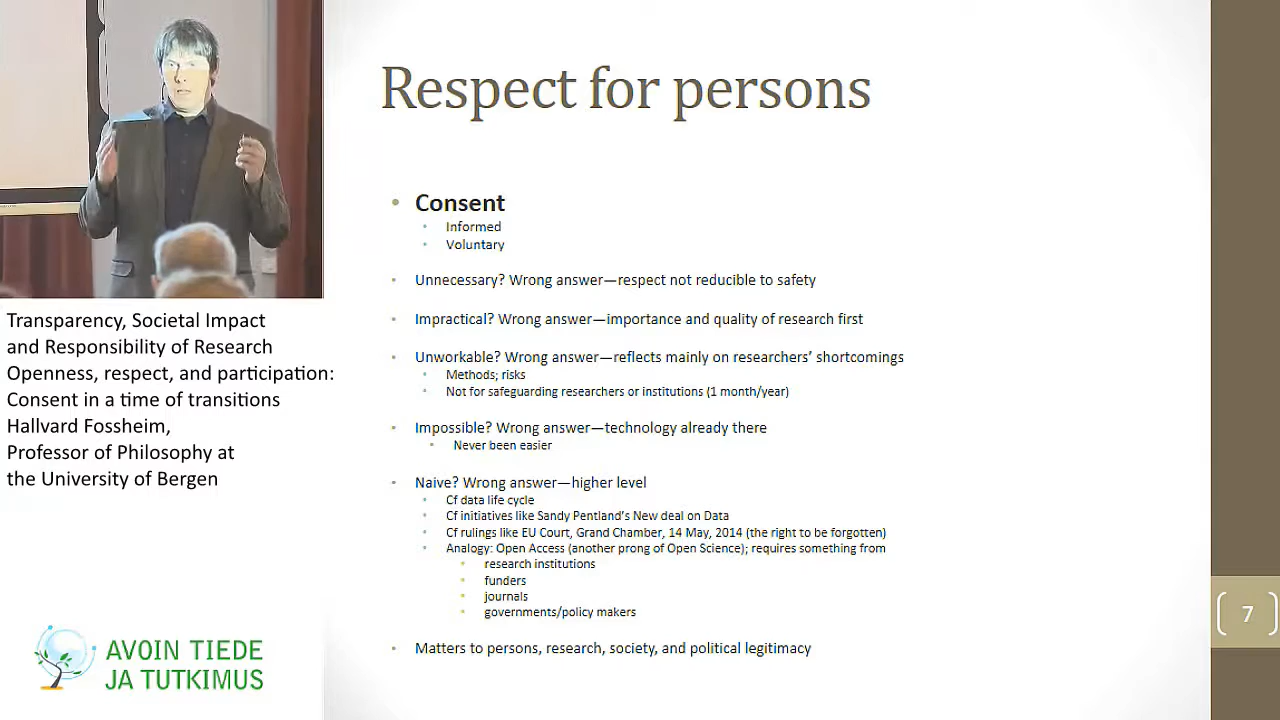 Respect for persons
Consent
Informed
Voluntary
Unnecessary? Wrong answer—respect not reducible to safety
Impractical? Wrong answer—importance and quality of research first
Unworkable? Wrong answer—reflects mainly on researchers’ shortcomings
Methods; risks
Not for safeguarding researchers or institutions (1 month/year)
Impossible? Wrong answer—technology already there
Never been easier
Naive? Wrong answer—higher level
Cf data life cycle
Cf initiatives like Sandy Pentland’s New deal on Data
Cf rulings like EU Court, Grand Chamber, 14 May, 2014 (the right to be forgotten)
Analogy: Open Access (another prong of Open Science); requires something from
research institutions
funders
journals
governments/policy makers
Matters to persons, research, society, and political legitimacy
7
Transparency, Societal Impact
and Responsibility of Research
Openness, respect, and participation:
Consent in a time of transitions
Hallvard Fossheim,
Professor of Philosophy at
the University of Bergen
AVOIN TIEDE
JA TUTKIMUS